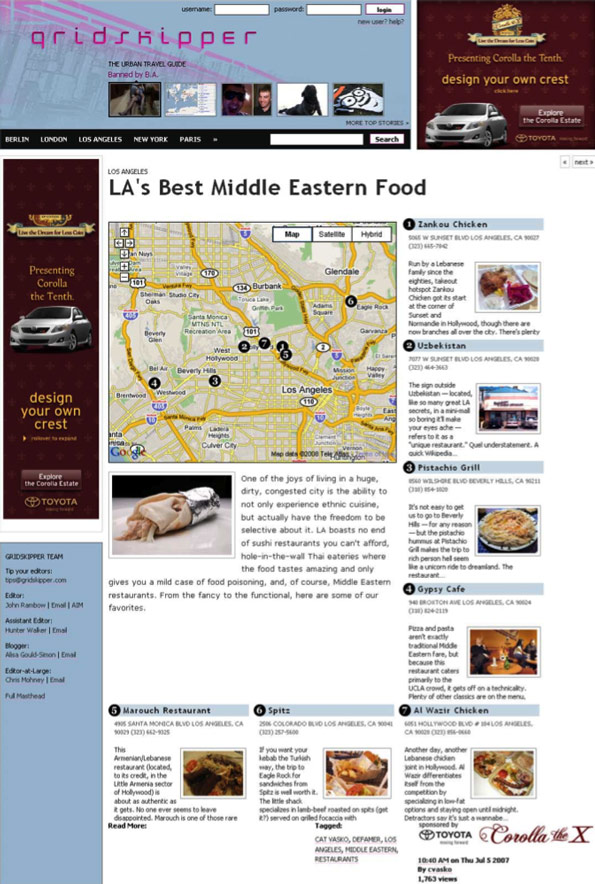 username:
password:
login
new user? help?
gridskipper
THE URBAN TRAVEL GUIDE
Banned by B.A.
MORE TOP STORIES »
BERLIN LONDON LOS ANGELES NEW YORK PARIS »
Search
Live the Dream for Less Coin
Presenting Corolla the Tenth.
design your own crest
click here
Explore
the Corolla Estate
TOYOTA
moving forward
« next »
Live the Dream for Less Coin
Presenting
Corolla
the Tenth.
design
your own
crest
rollover to expand
Explore
the Corolla Estate
TOYOTA
moving forward
LOS ANGELES
LA's Best Middle Eastern Food
Map Satellite Hybrid
Van Nuys
Valley Village
Burbank
Glendale
Sherman Studio Oaks City
Toluca Lake
Griffith Park
Adams Square
Eagle Rock
Santa Monica MTNS NTL Recreation Area
Garvanza
Beverly Glen
West Hollywood
Bel Air
Beverly Hills
Mission Junction
Happy Valley
Brentwood
Westwood
Los Angeles
Boyle Heights
Palms
Ladera Heights
Culver City
Vernon
Huntington
Santa Monica Fwy
Google
Map data ©2008 Tele Atlas - Terms of Use
One of the joys of living in a huge,
dirty, congested city is the ability to
not only experience ethnic cuisine,
but actually have the freedom to be
selective about it. LA boasts no end
of sushi restaurants you can't afford,
hole-in-the-wall Thai eateries where
the food tastes amazing and only
gives you a mild case of food poisoning, and, of course, Middle Eastern
restaurants. From the fancy to the functional, here are some of our
favorites.
1 Zankou Chicken
5065 W SUNSET BLVD LOS ANGELES, CA 90027
(323) 665-7842
Run by a Lebanese
family since the
eighties, takeout
hotspot Zankou
Chicken got its start
at the corner of
Sunset and
Normandie in Hollywood, though there are
now branches all over the city. There's plenty
2 Uzbekistan
7077 W SUNSET BLVD LOS ANGELES, CA 90028
(323) 464-3663
The sign outside
Uzbekistan — located,
like so many great LA
secrets, in a mini-mall
so boring it'll make
your eyes ache —
refers to it as a
"unique restaurant." Quel understatement. A
quick Wikipedia...
3 Pistachio Grill
8560 WILSHIRE BLVD BEVERLY HILLS, CA 90211
(310) 854-1020
It's not easy to get
us to go to Beverly
Hills — for any reason
— but the pistachio
hummus at Pistachio
Grill makes the trip to
rich person hell seem
like a unicorn ride to dreamland. The
restaurant...
4 Gypsy Cafe
940 BROXTON AVE LOS ANGELES, CA 90024
(310) 824-2119
Pizza and pasta
aren't exactly
traditional Middle
Eastern fare, but
because this
restaurant caters
primarily to the
UCLA crowd, it gets off on a technicality.
Plenty of other classics are on the menu,
GRIDSKIPPER TEAM
Tip your editors:
tips@gridskipper.com
Editor:
John Rambow | Email | AIM
Assistant Editor:
Hunter Walker | Email
Blogger:
Alisa Gould-Simon | Email
Editor-at-Large:
Chris Mohney | Email
Full Masthead
5 Marouch Restaurant
4905 SANTA MONICA BLVD LOS ANGELES, CA
90029 (323) 662-9325
This
Armenian/Lebanese
restaurant (located,
to its credit, in the
Little Armenia sector
of Hollywood) is
about as authentic as
it gets. No one ever seems to leave
disappointed. Marouch is one of those rare
6 Spitz
2506 COLORADO BLVD LOS ANGELES, CA 90041
(323) 257-5600
If you want your
kebab the Turkish
way, the trip to
Eagle Rock for
sandwiches from
Spitz is well worth it.
The little shack
specializes in lamb-beef roasted on spits (get
it?) served on grilled focaccia with
7 Al Wazir Chicken
6051 HOLLYWOOD BLVD # 104 LOS ANGELES,
CA 90028 (323) 856-0660
Another day, another
Lebanese chicken
joint in Hollywood. Al
Wazir differentiates
itself from the
competition by
specializing in low-fat
options and staying open until midnight.
Detractors say it's just a wannabe...
Read More:
Tagged:
CAT VASKO, DEFAMER, LOS
ANGELES, MIDDLE EASTERN,
RESTAURANTS
sponsored by
TOYOTA
moving forward
Corolla the X
10:40 AM on Thu Jul 5 2007
By cvasko
1,763 views